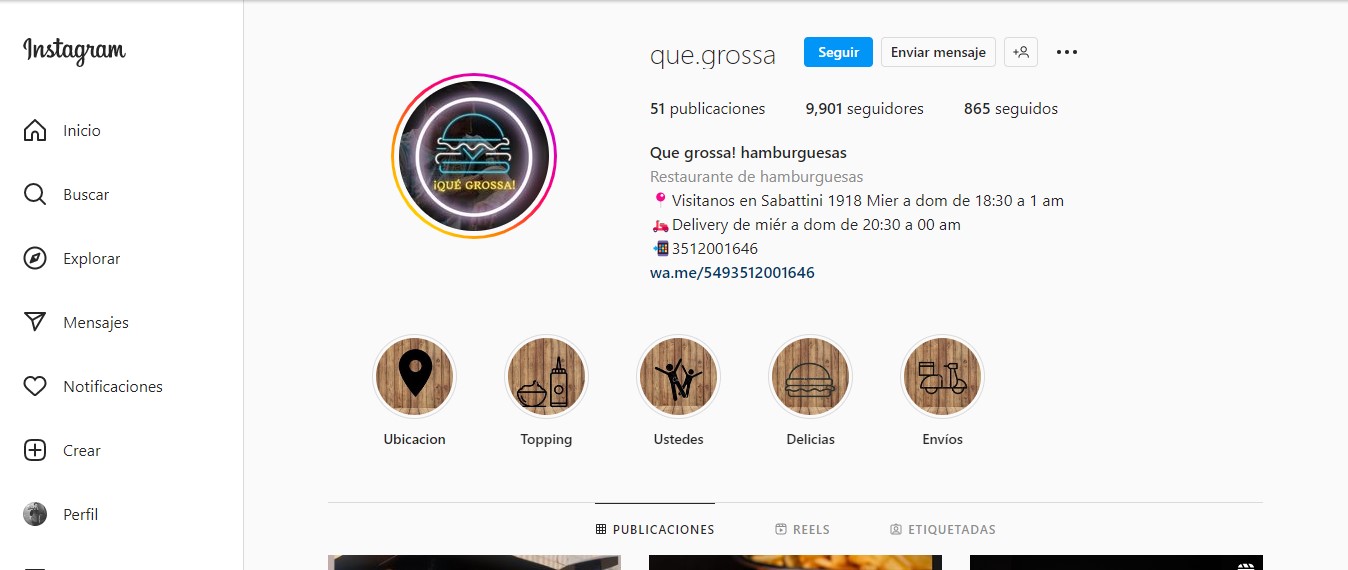 Instagram
Inicio
Buscar
Explorar
Mensajes
Notificaciones
Crear
Perfil
que.grossa Seguir Enviar mensaje
51 publicaciones 9,901 seguidores 865 seguidos
Que grossa! hamburguesas
Restaurante de hamburguesas
📍Visitanos en Sabattini 1918 Mier a dom de 18:30 a 1 am
🛵Delivery de miér a dom de 20:30 a 00 am
📲3512001646
wa.me/5493512001646
¡QUÉ GROSSA!
Ubicacion Topping Ustedes Delicias Envíos
PUBLICACIONES REELS ETIQUETADAS